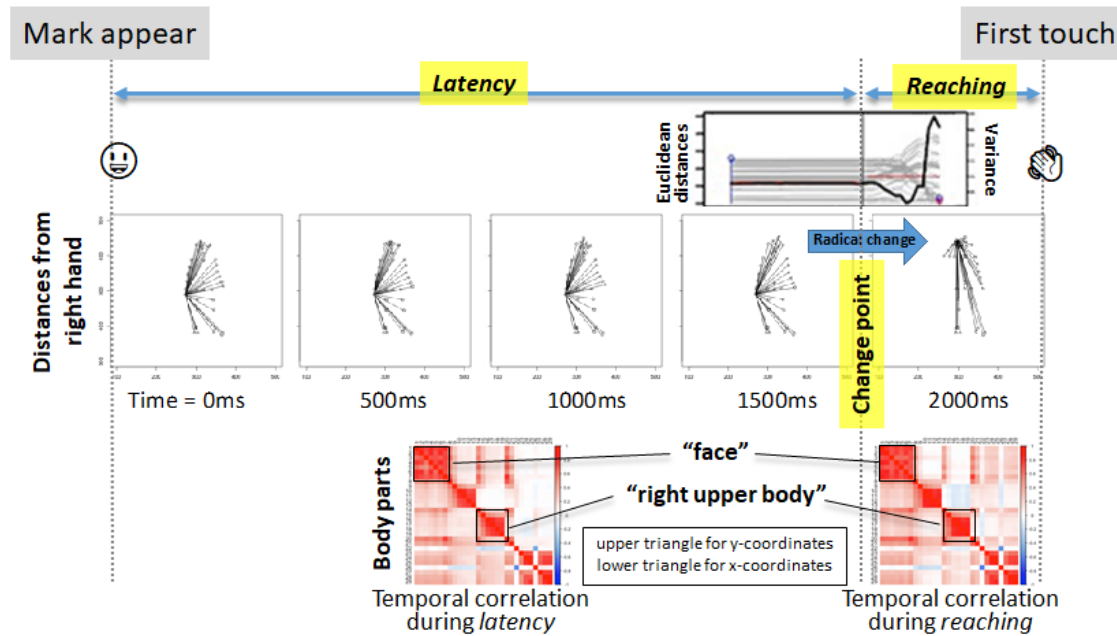 Mark appear
First touch
Latency
Reaching
Euclidean
distances
Variance
Distances from
right hand
Radical change
Change point
Time = 0ms
500ms
1000ms
1500ms
2000ms
Body parts
"face"
"right upper body"
upper triangle for y-coordinates
lower triangle for x-coordinates
Temporal correlation
during latency
Temporal correlation
during reaching